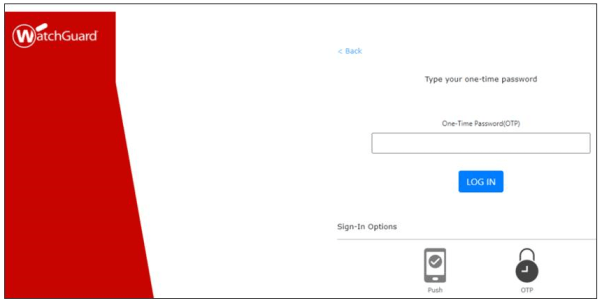 WatchGuard
< Back
Type your one-time password
One-Time Password(OTP)
LOG IN
Sign-In Options
Push
OTP